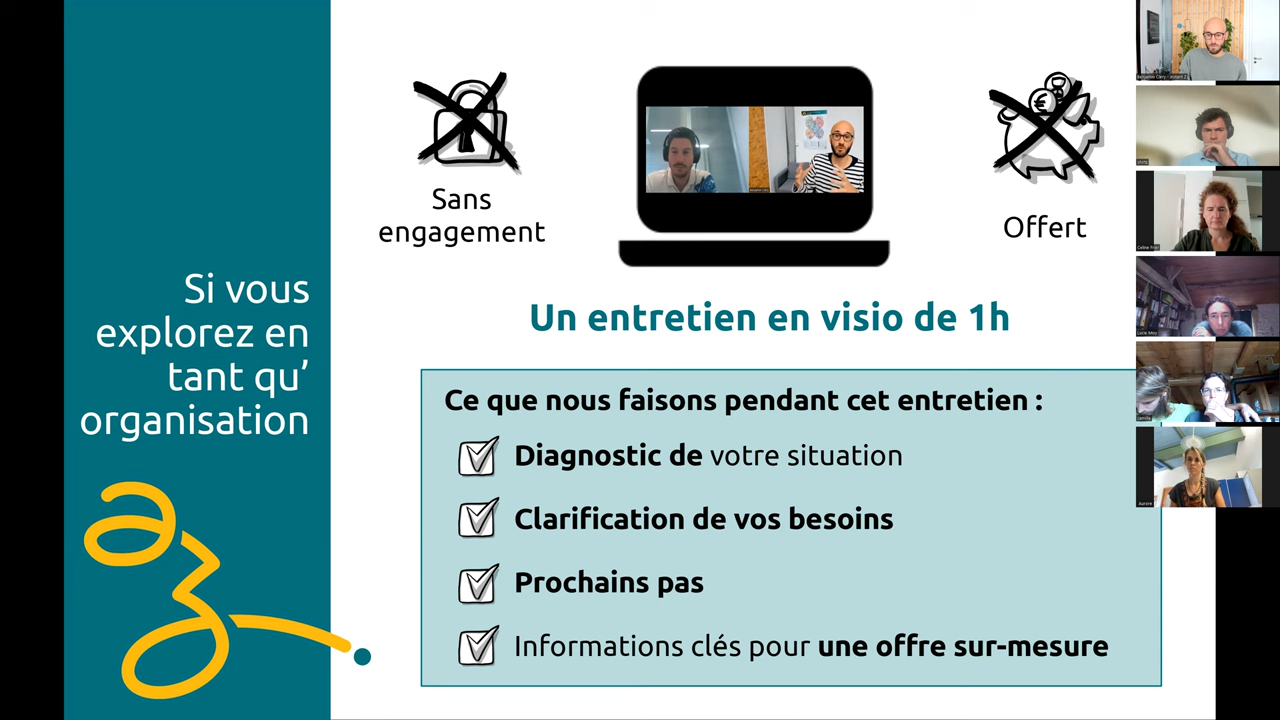 Si vous
explorez en
tant qu’
organisation
Sans
engagement
Offert
Un entretien en visio de 1h
Ce que nous faisons pendant cet entretien :
Diagnostic de votre situation
Clarification de vos besoins
Prochains pas
Informations clés pour une offre sur-mesure
Aurore